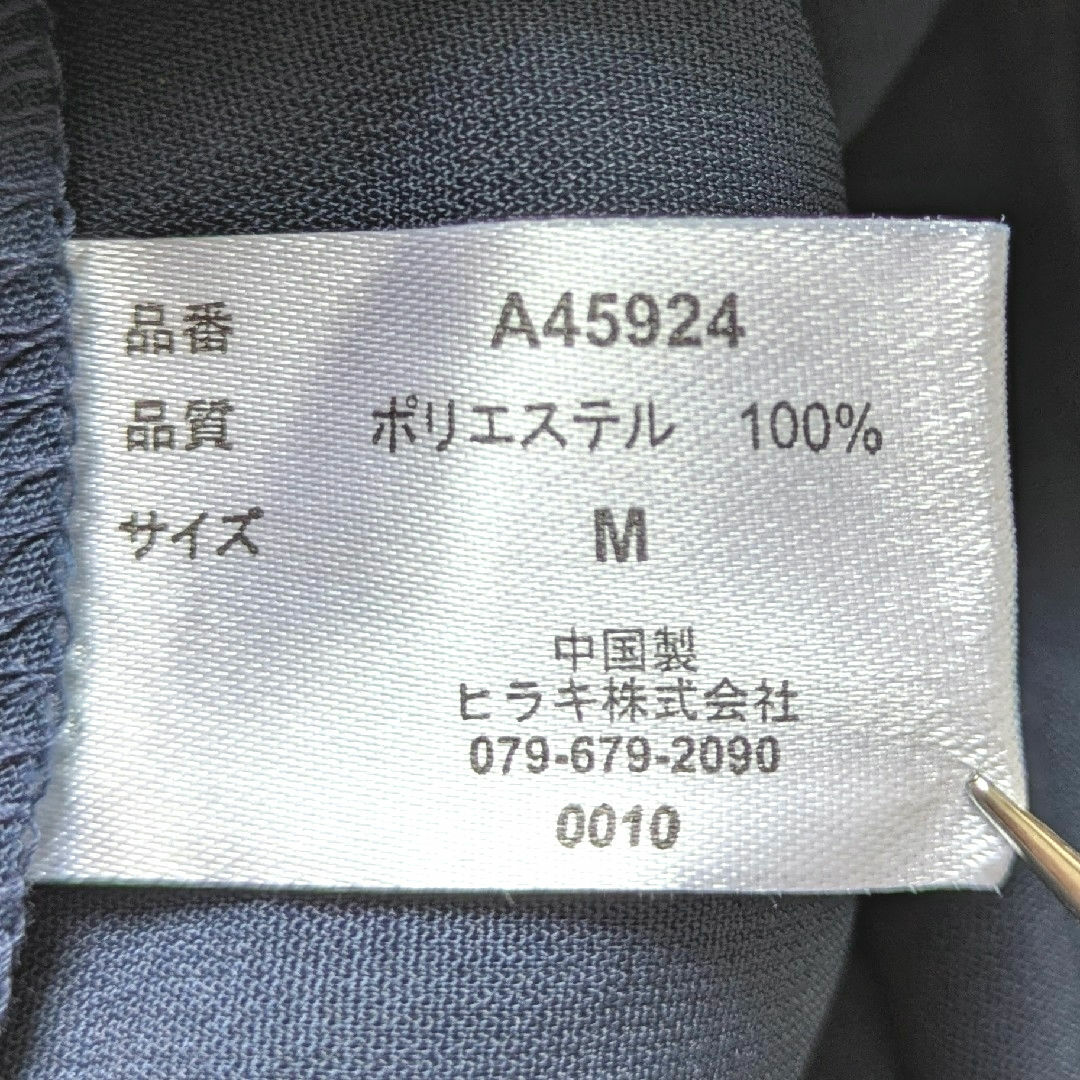 品番 A45924
品質 ポリエステル 100%
サイズ M
中国製
ヒラキ株式会社
079-679-2090
0010